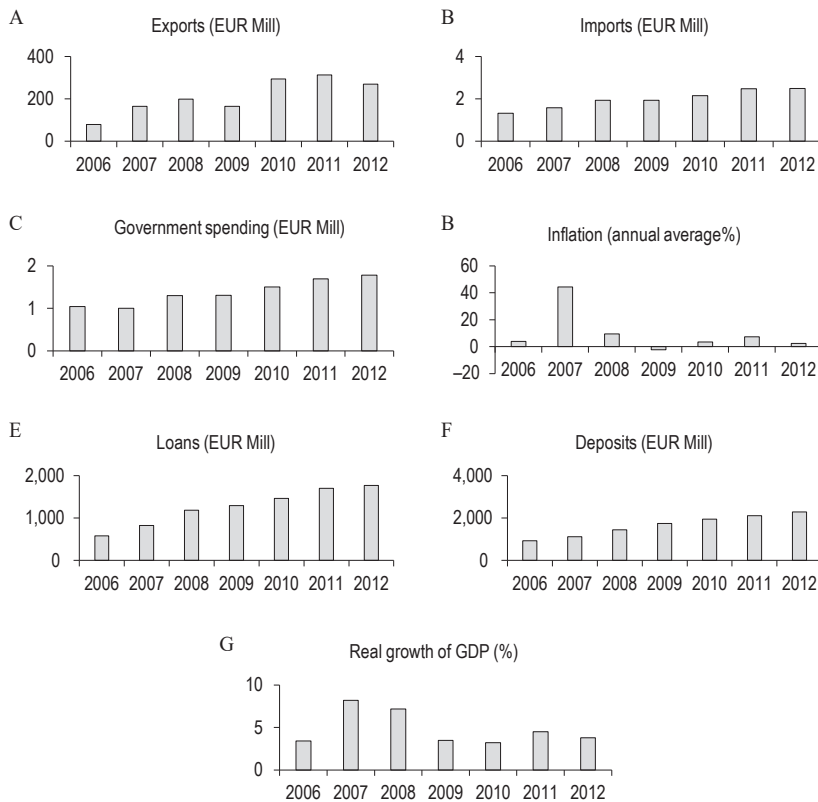 A
Exports (EUR Mill)
400
200
0
2006 2007 2008 2009 2010 2011 2012
B
Imports (EUR Mill)
4
2
0
2006 2007 2008 2009 2010 2011 2012
C
Government spending (EUR Mill)
2
1
0
2006 2007 2008 2009 2010 2011 2012
B
Inflation (annual average%)
60
40
20
0
–20
2006 2007 2008 2009 2010 2011 2012
E
Loans (EUR Mill)
2,000
1,000
0
2006 2007 2008 2009 2010 2011 2012
F
Deposits (EUR Mill)
4,000
2,000
0
2006 2007 2008 2009 2010 2011 2012
G
Real growth of GDP (%)
10
5
0
2006 2007 2008 2009 2010 2011 2012